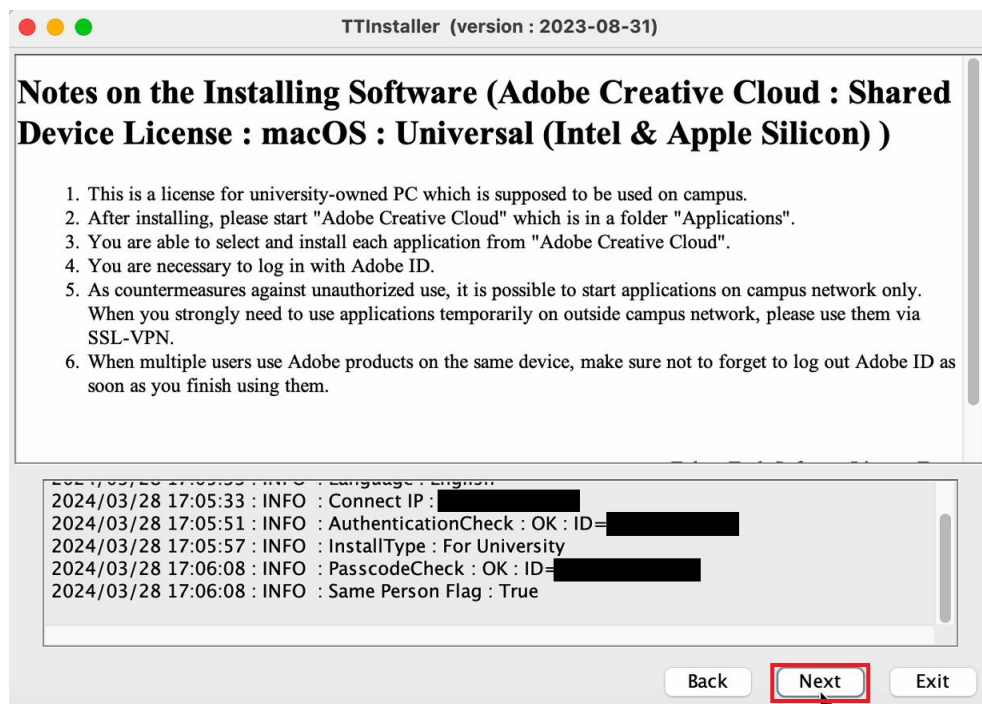 TTInstaller (version : 2023-08-31)
Notes on the Installing Software (Adobe Creative Cloud : Shared
Device License : macOS : Universal (Intel & Apple Silicon) )
1. This is a license for university-owned PC which is supposed to be used on campus.
2. After installing, please start "Adobe Creative Cloud" which is in a folder "Applications".
3. You are able to select and install each application from "Adobe Creative Cloud".
4. You are necessary to log in with Adobe ID.
5. As countermeasures against unauthorized use, it is possible to start applications on campus network only.
When you strongly need to use applications temporarily on outside campus network, please use them via
SSL-VPN.
6. When multiple users use Adobe products on the same device, make sure not to forget to log out Adobe ID as
soon as you finish using them.
2024/03/28 17:05:33 : INFO : Language : English
2024/03/28 17:05:33 : INFO : Connect IP :
2024/03/28 17:05:51 : INFO : AuthenticationCheck : OK : ID=
2024/03/28 17:05:57 : INFO : InstallType : For University
2024/03/28 17:06:08 : INFO : PasscodeCheck : OK : ID=
2024/03/28 17:06:08 : INFO : Same Person Flag : True
Back
Next
Exit